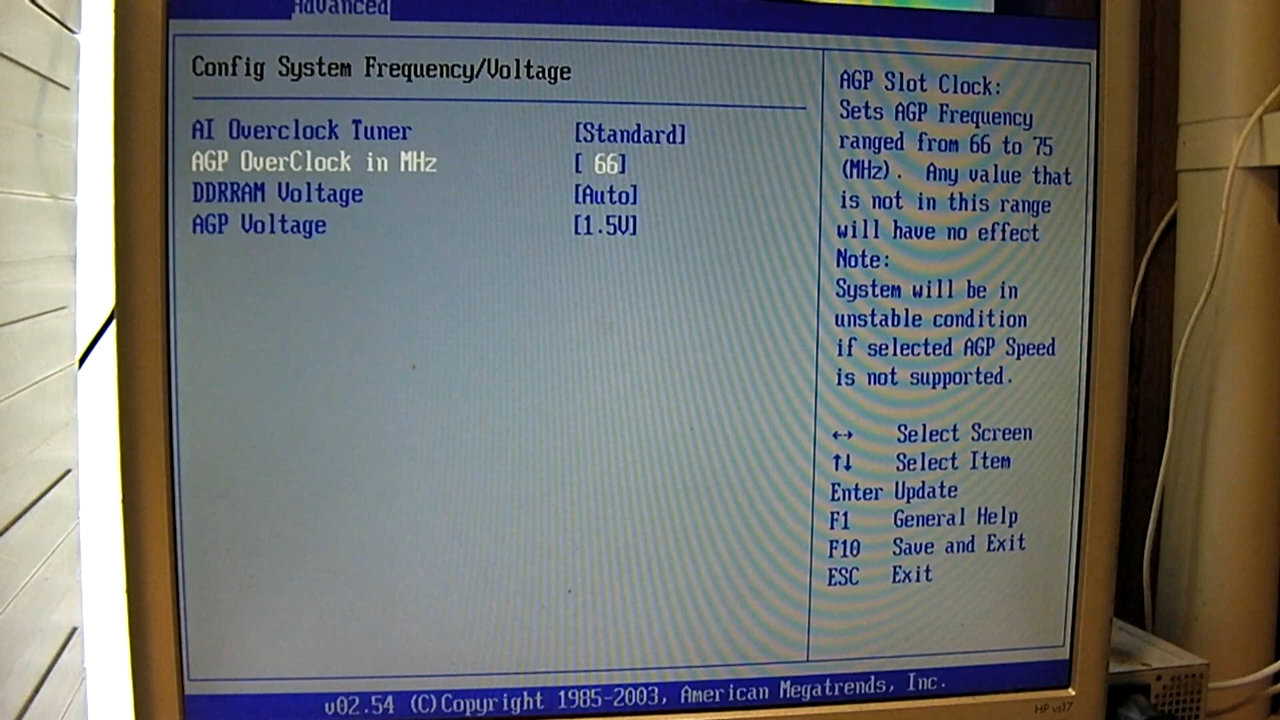 Advanced
Config System Frequency/Voltage
AI Overclock Tuner [Standard]
AGP OverClock in MHz [ 66]
DDRRAM Voltage [Auto]
AGP Voltage [1.5V]
AGP Slot Clock:
Sets AGP Frequency
ranged from 66 to 75
(MHz). Any value that
is not in this range
will have no effect
Note:
System will be in
unstable condition
if selected AGP Speed
is not supported.
↔ Select Screen
↑↓ Select Item
Enter Update
F1 General Help
F10 Save and Exit
ESC Exit
v02.54 (C)Copyright 1985-2003, American Megatrends, Inc.
HP vs17